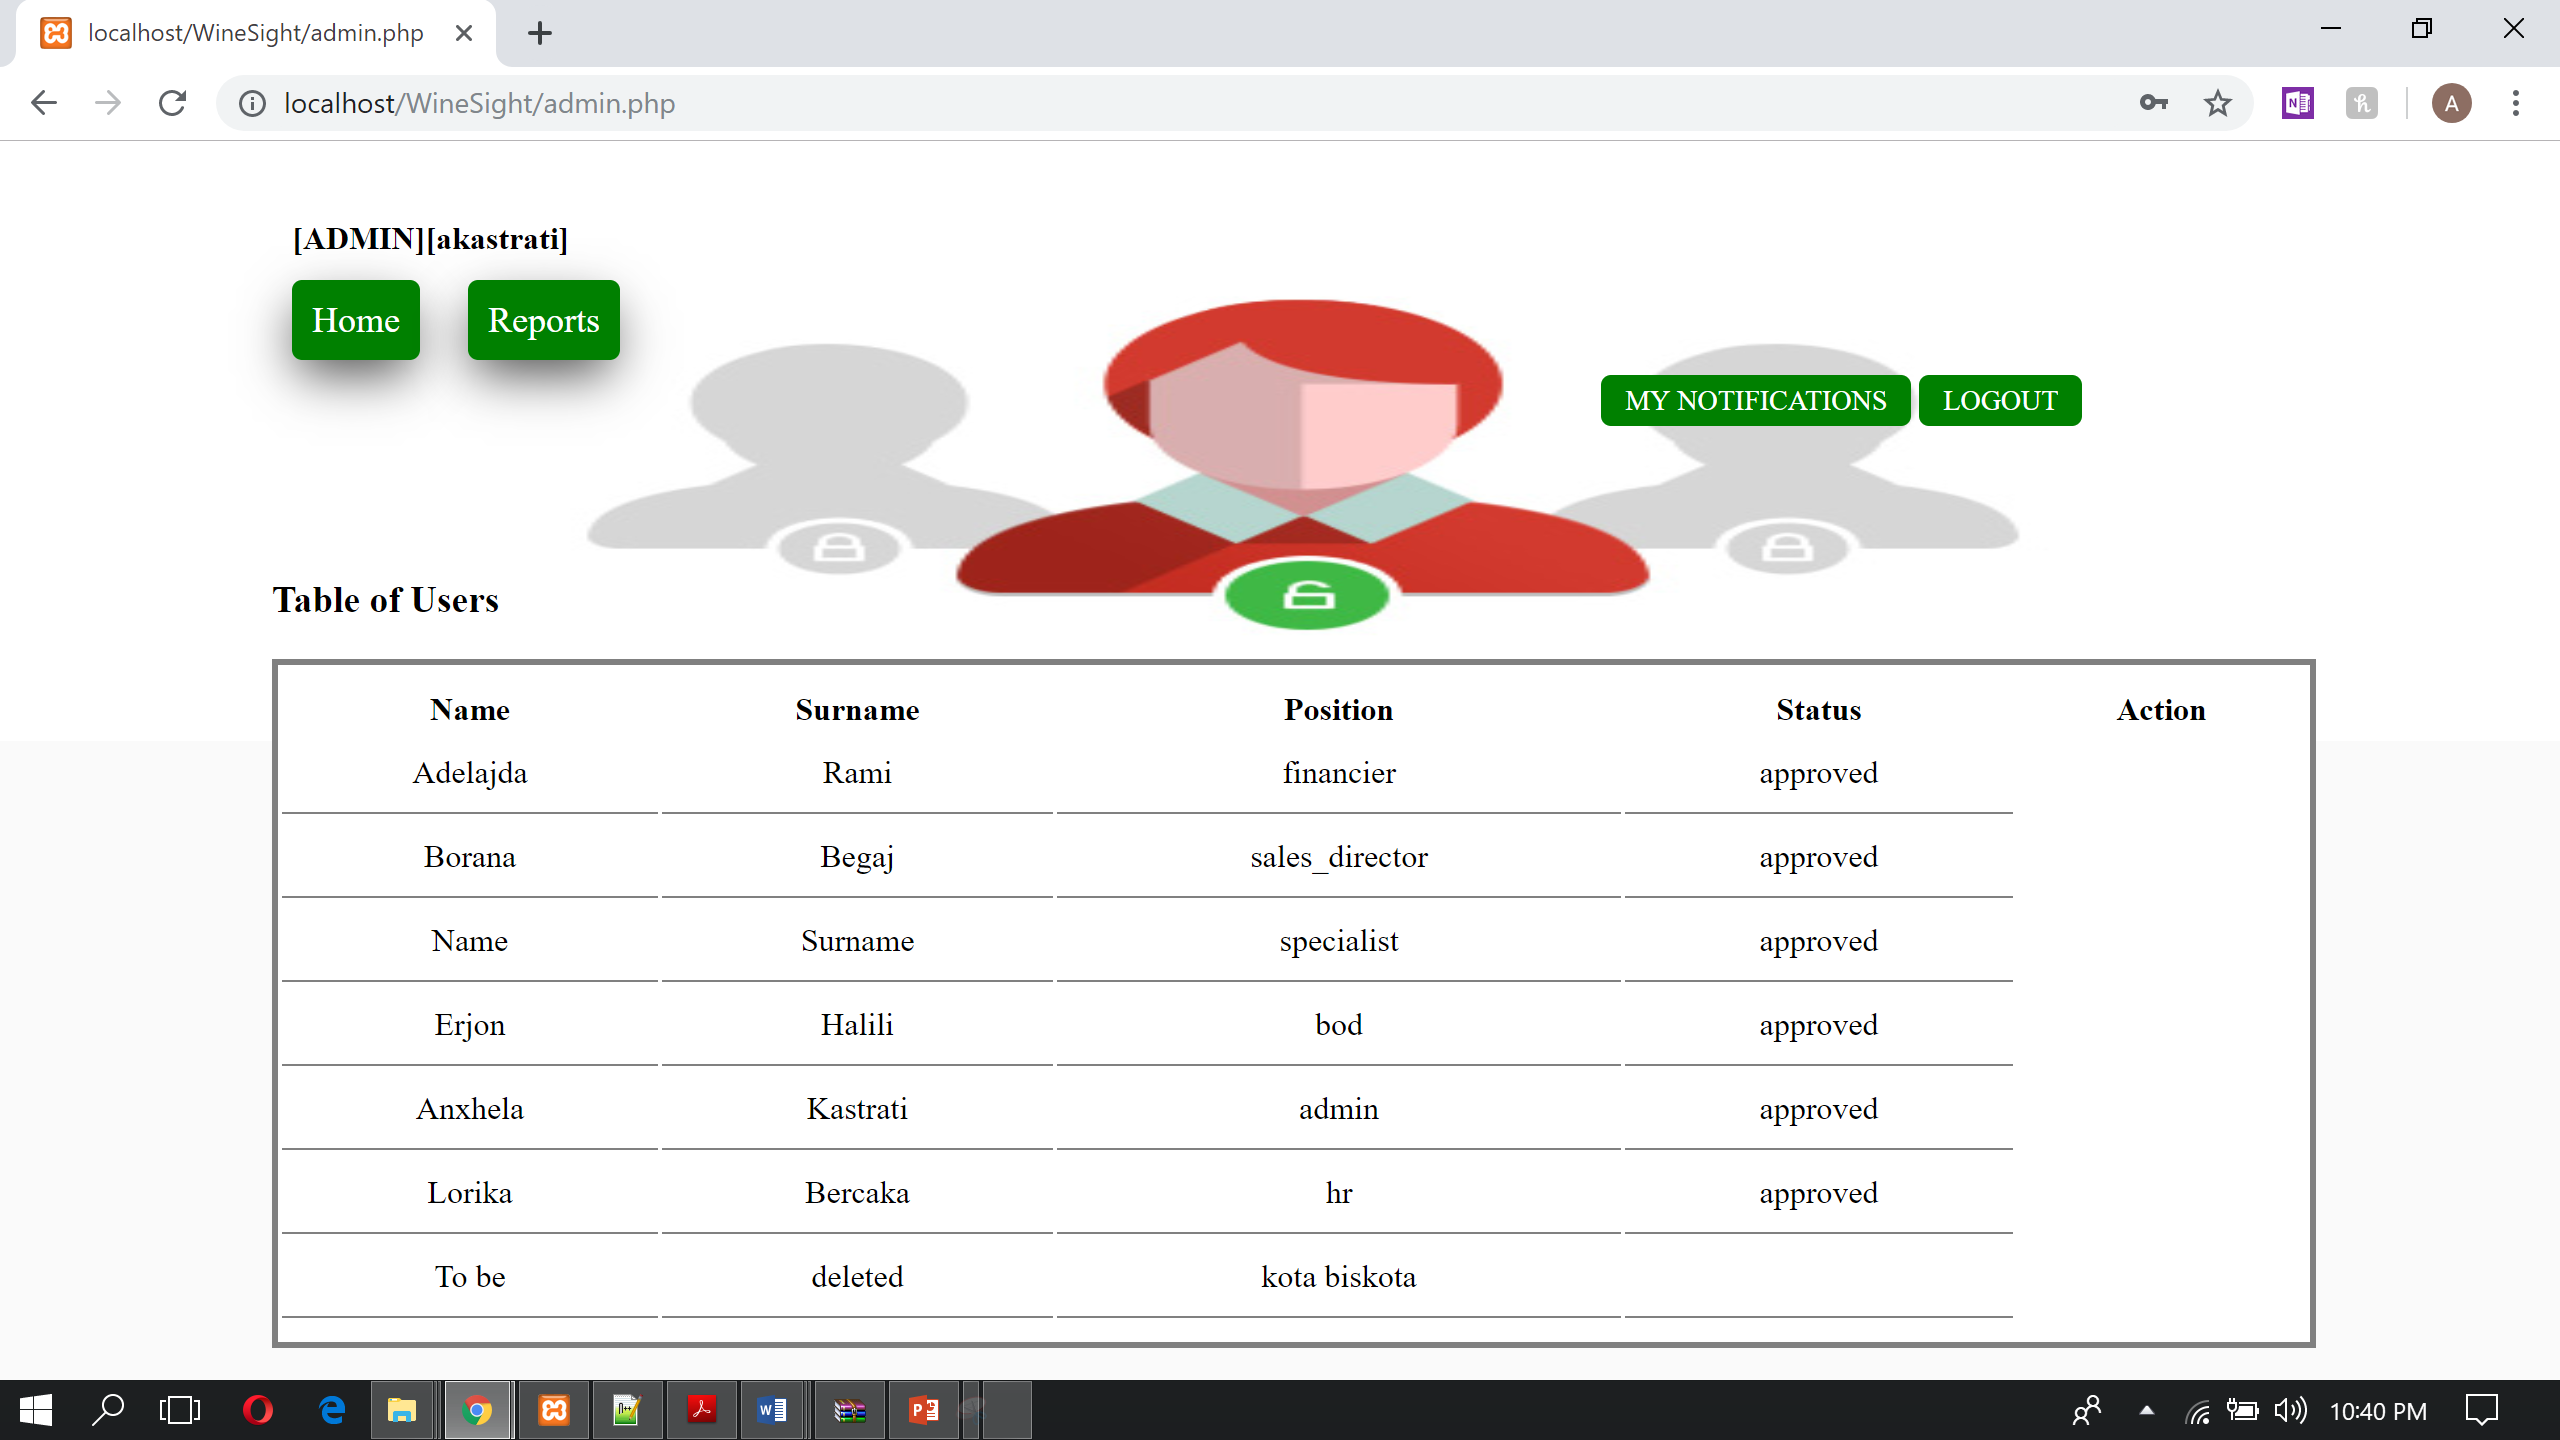 localhost/WineSight/admin.php
localhost/WineSight/admin.php
A
[ADMIN][akastrati]
Home Reports
MY NOTIFICATIONS LOGOUT
Table of Users
Name Surname Position Status Action
Adelajda Rami financier approved
Borana Begaj sales_director approved
Name Surname specialist approved
Erjon Halili bod approved
Anxhela Kastrati admin approved
Lorika Bercaka hr approved
To be deleted kota biskota
10:40 PM